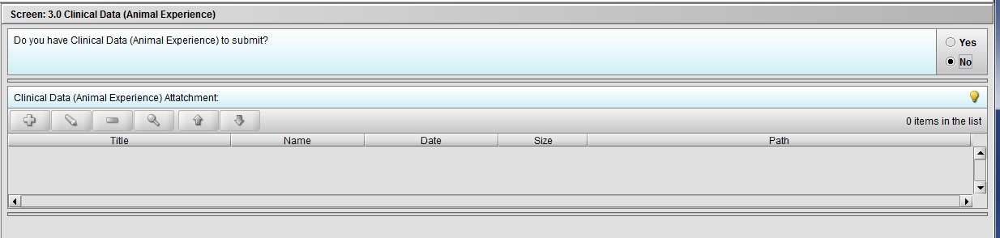 Screen: 3.0 Clinical Data (Animal Experience)
Do you have Clinical Data (Animal Experience) to submit?
Yes
No
Clinical Data (Animal Experience) Attatchment:
0 items in the list
Title Name Date Size Path